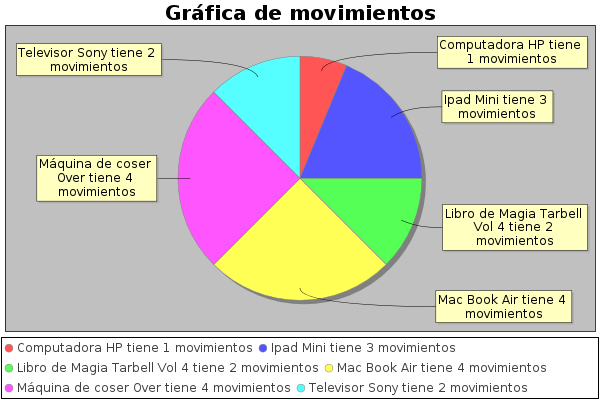 Gráfica de movimientos
Televisor Sony tiene 2
movimientos
Computadora HP tiene
1 movimientos
Ipad Mini tiene 3
movimientos
Máquina de coser
Over tiene 4
movimientos
Libro de Magia Tarbell
Vol 4 tiene 2
movimientos
Mac Book Air tiene 4
movimientos
Computadora HP tiene 1 movimientos Ipad Mini tiene 3 movimientos
Libro de Magia Tarbell Vol 4 tiene 2 movimientos Mac Book Air tiene 4 movimientos
Máquina de coser Over tiene 4 movimientos Televisor Sony tiene 2 movimientos